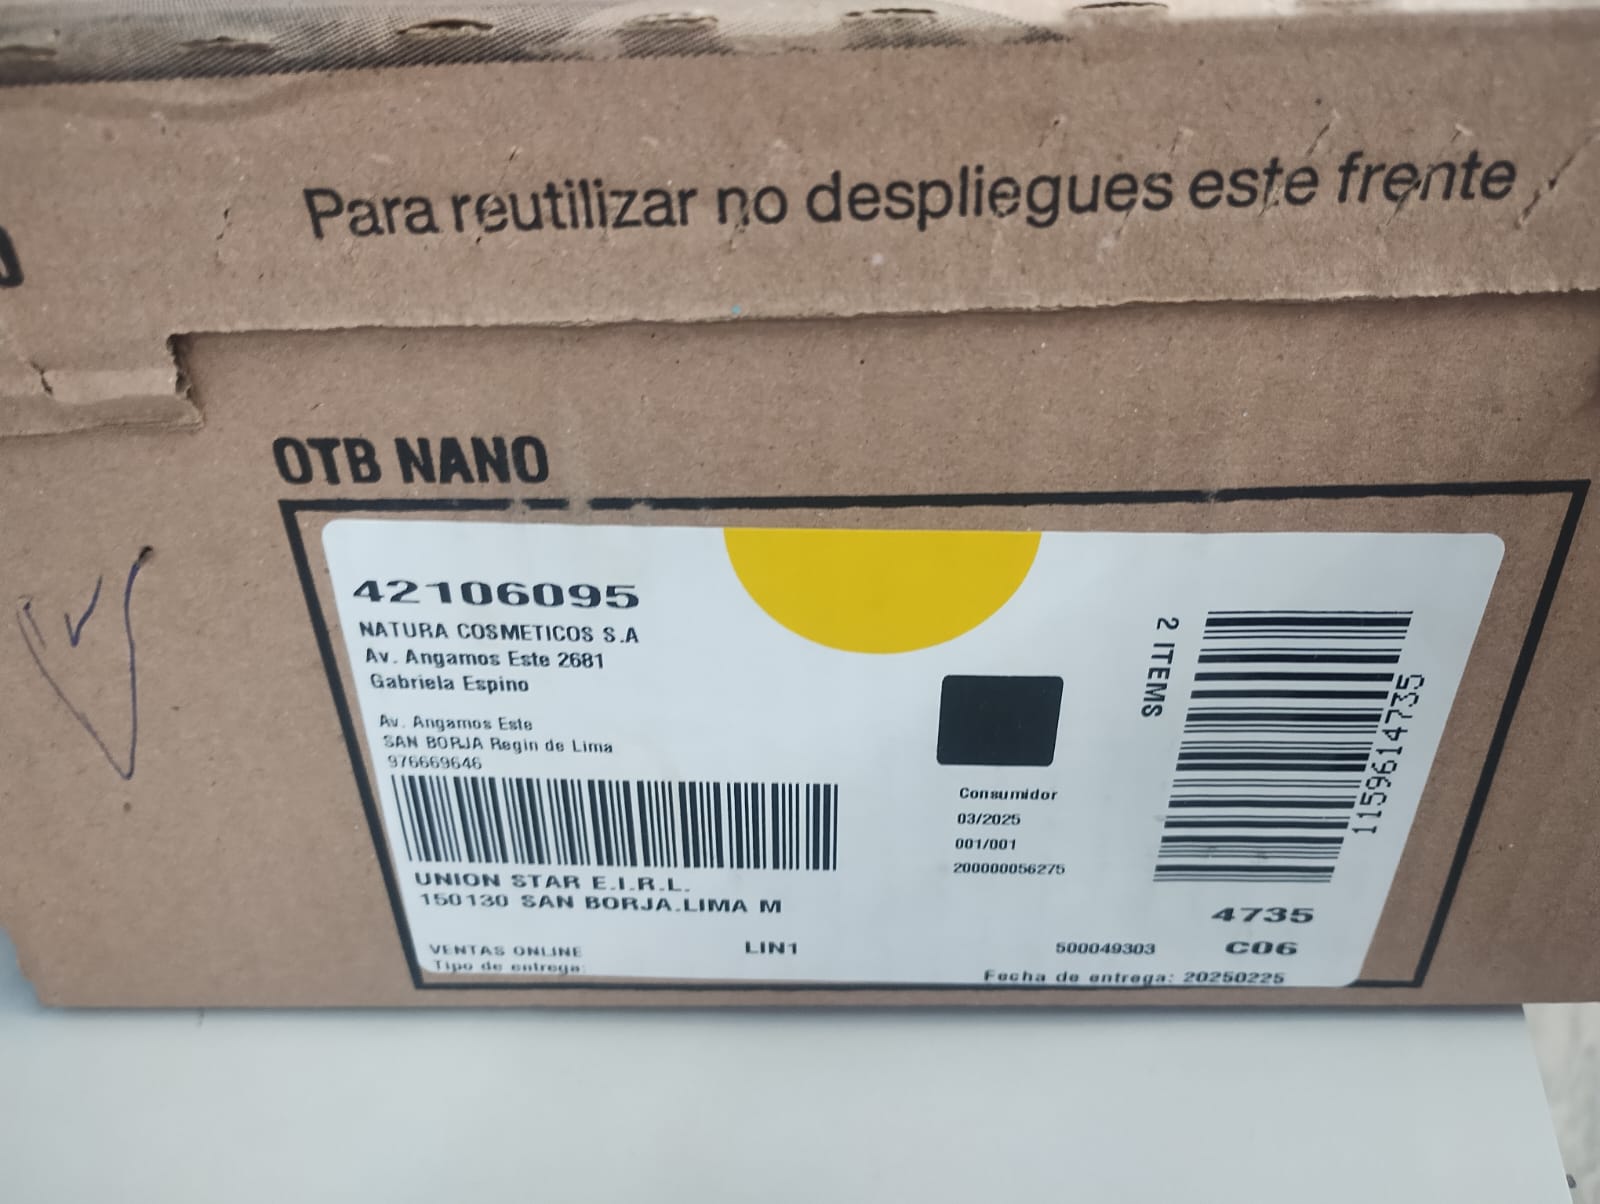 Para reutilizar no despliegues este frente
OTB NANO
42106095
NATURA COSMETICOS S.A
Av. Angamos Este 2681
Gabriela Espino
Av. Angamos Este
SAN BORJA Regin de Lima
976669646
UNION STAR E.I.R.L.
150130 SAN BORJA.LIMA M
VENTAS ONLINE
LIN1
Tipo de entrega:
Consumidor
03/2025
001/001
200000056275
2 ITEMS
1159614735
4735
500049303
C06
Fecha de entrega: 20250225